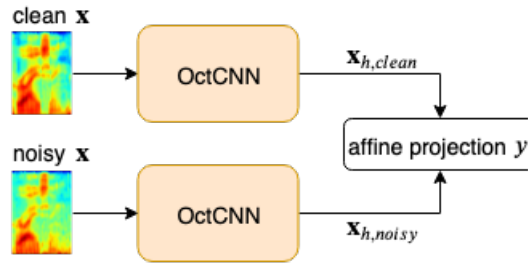 clean x
OctCNN
x_{h,clean}
affine projection y
noisy x
OctCNN
x_{h,noisy}